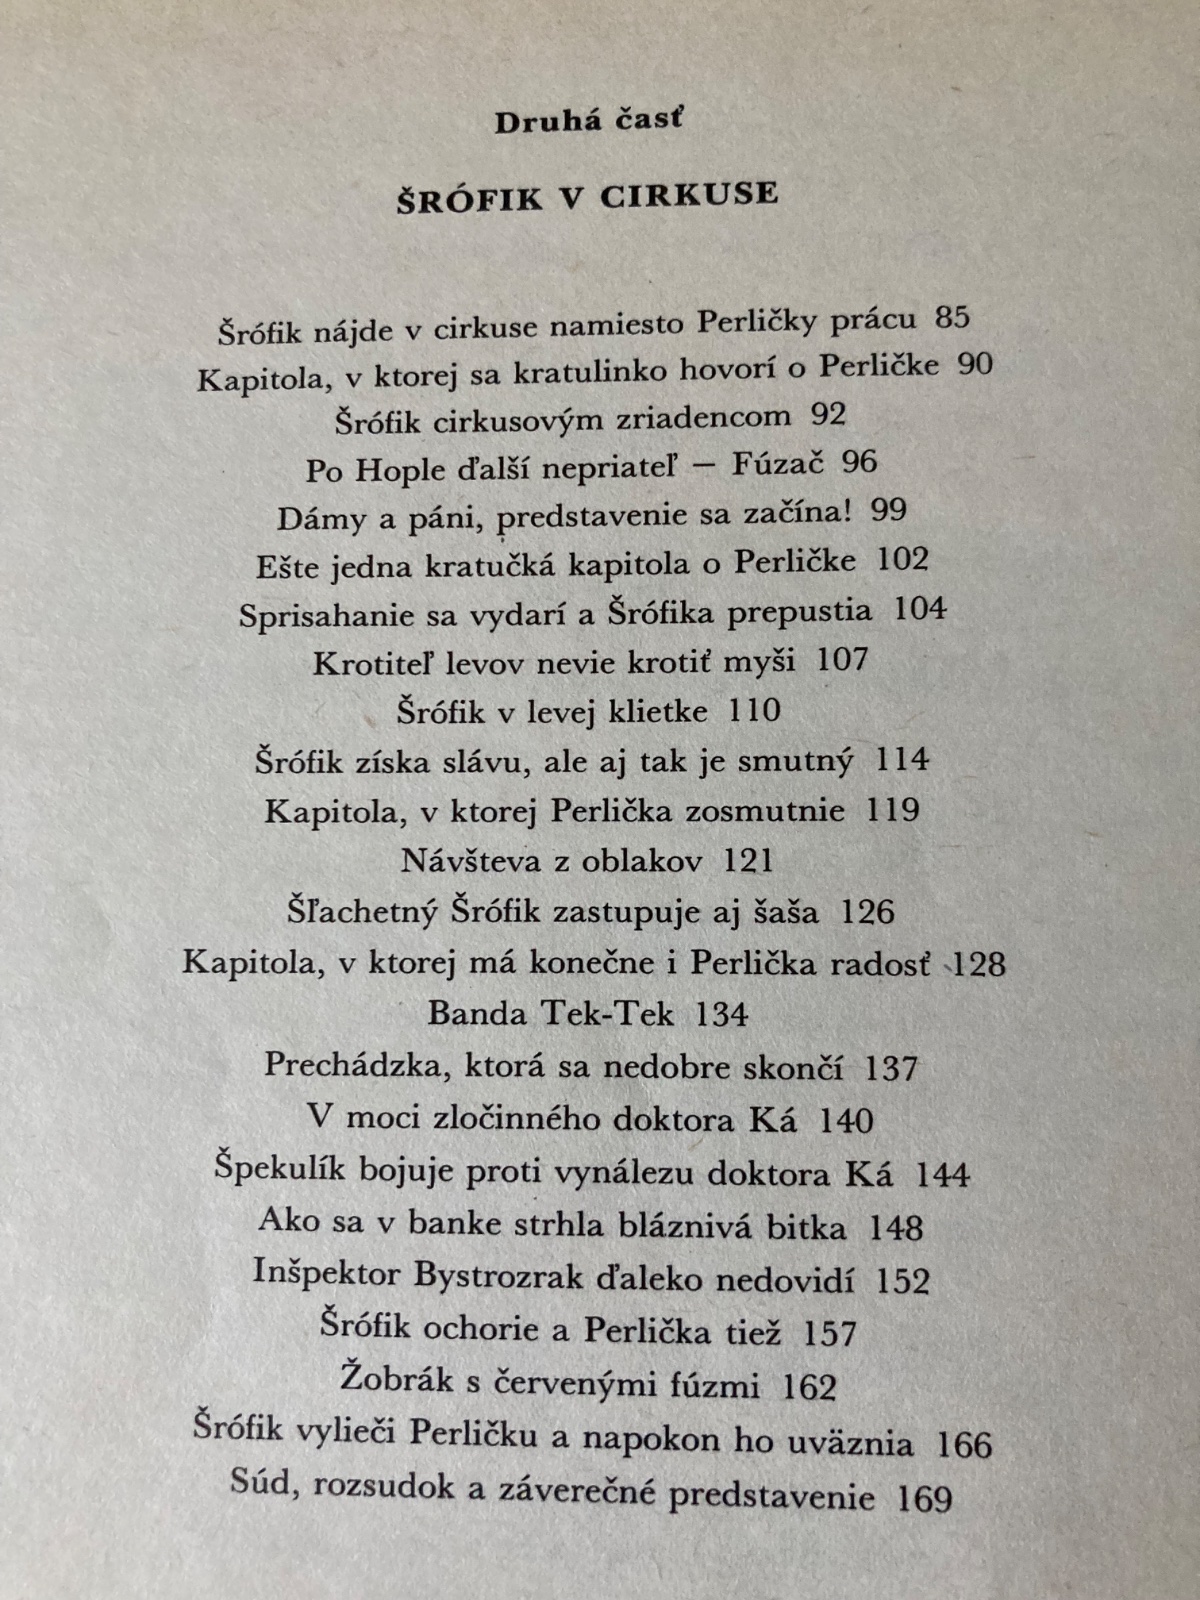 Druhá časť
ŠRÓFIK V CIRKUSE
Šrófik nájde v cirkuse namiesto Perličky prácu 85
Kapitola, v ktorej sa kratulinko hovorí o Perličke 90
Šrófik cirkusovým zriadencom 92
Po Hople ďalší nepriateľ — Fúzač 96
Dámy a páni, predstavenie sa začína! 99
Ešte jedna kratučká kapitola o Perličke 102
Sprisahanie sa vydarí a Šrófika prepustia 104
Krotiteľ levov nevie krotiť myši 107
Šrófik v levej klietke 110
Šrófik získa slávu, ale aj tak je smutný 114
Kapitola, v ktorej Perlička zosmutnie 119
Návšteva z oblakov 121
Šľachetný Šrófik zastupuje aj šaša 126
Kapitola, v ktorej má konečne i Perlička radosť 128
Banda Tek-Tek 134
Prechádzka, ktorá sa nedobre skončí 137
V moci zločinného doktora Ká 140
Špekulík bojuje proti vynálezu doktora Ká 144
Ako sa v banke strhla bláznivá bitka 148
Inšpektor Bystrozrak ďaleko nedovidí 152
Šrófik ochorie a Perlička tiež 157
Žobrák s červenými fúzmi 162
Šrófik vylieči Perličku a napokon ho uväznia 166
Súd, rozsudok a záverečné predstavenie 169